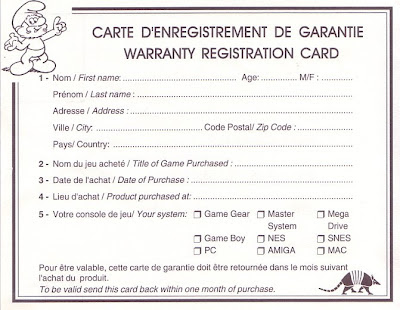 CARTE D'ENREGISTREMENT DE GARANTIE
WARRANTY REGISTRATION CARD
1 - Nom / First name: Age: M/F :
Prénom / Last name :
Adresse / Address :
Ville / City: Code Postal/ Zip Code :
Pays/ Country:
2 - Nom du jeu acheté / Title of Game Purchased :
3 - Date de l'achat / Date of Purchase :
4 - Lieu d'achat / Product purchased at:
5 - Votre console de jeu/ Your system: Game Gear Master System Mega Drive
Game Boy NES SNES
PC AMIGA MAC
Pour être valable, cette carte de garantie doit être retournée dans le mois suivant
l'achat du produit.
To be valid send this card back within one month of purchase.